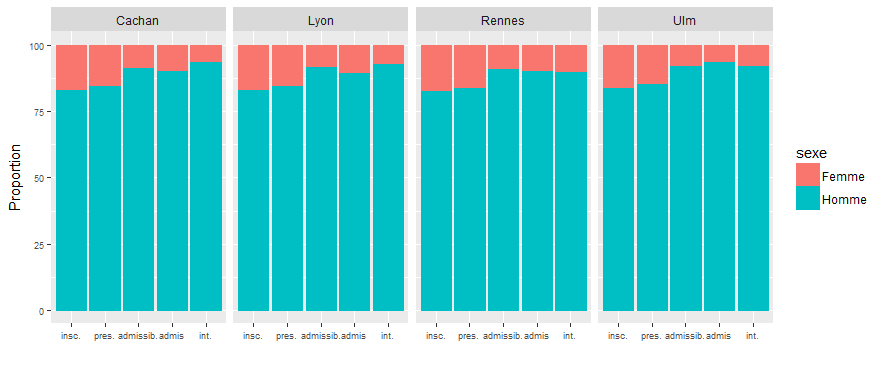 Cachan Lyon Rennes Ulm
100
75
50
25
0
Proportion
insc. pres. admissib. admis int. insc. pres. admissib. admis int. insc. pres. admissib. admis int. insc. pres. admissib. admis int.
sexe
Femme
Homme